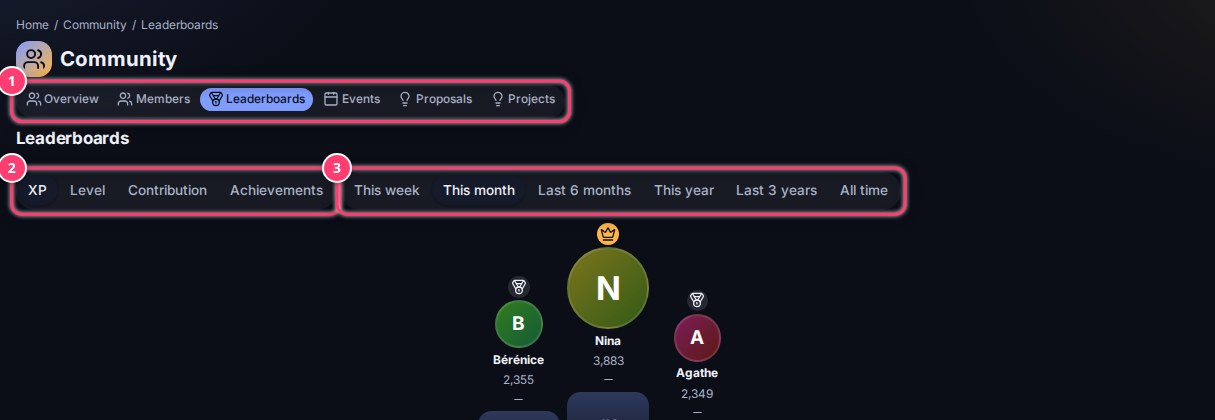 Home / Community / Leaderboards
Community
1
Overview Members Leaderboards Events Proposals Projects
Leaderboards
2 3
XP Level Contribution Achievements This week This month Last 6 months This year Last 3 years All time
N
B
A
Nina
Bérénice
3,883
Agathe
2,355
–
2,349
–
–